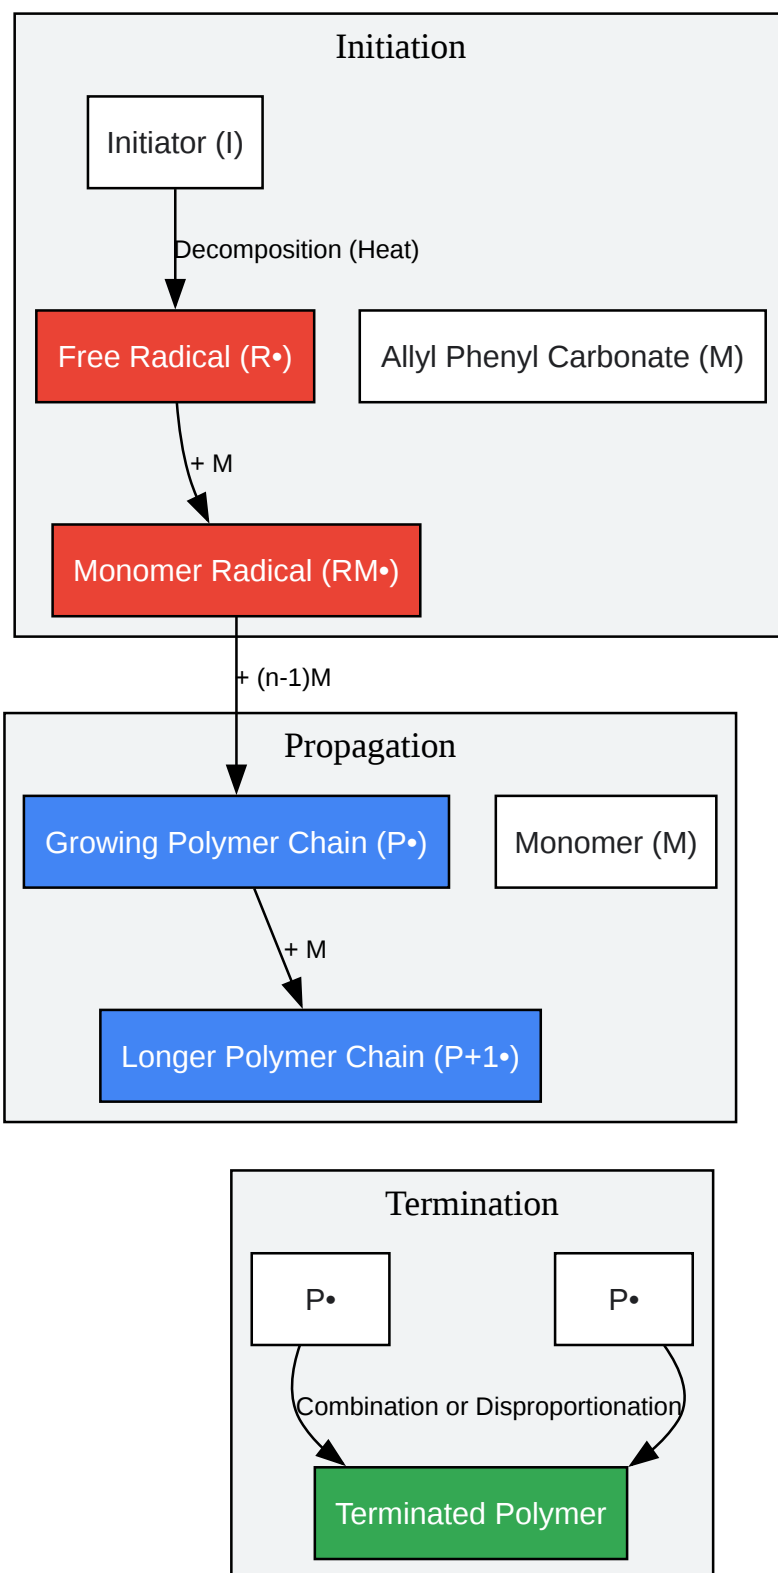 Initiation
Initiator (I)
Decomposition (Heat)
Free Radical (R•)
Allyl Phenyl Carbonate (M)
+ M
Monomer Radical (RM•)
+ (n-1)M
Propagation
Growing Polymer Chain (P•)
Monomer (M)
+ M
Longer Polymer Chain (P+1•)
Termination
P•
P•
Combination or Disproportionation
Terminated Polymer